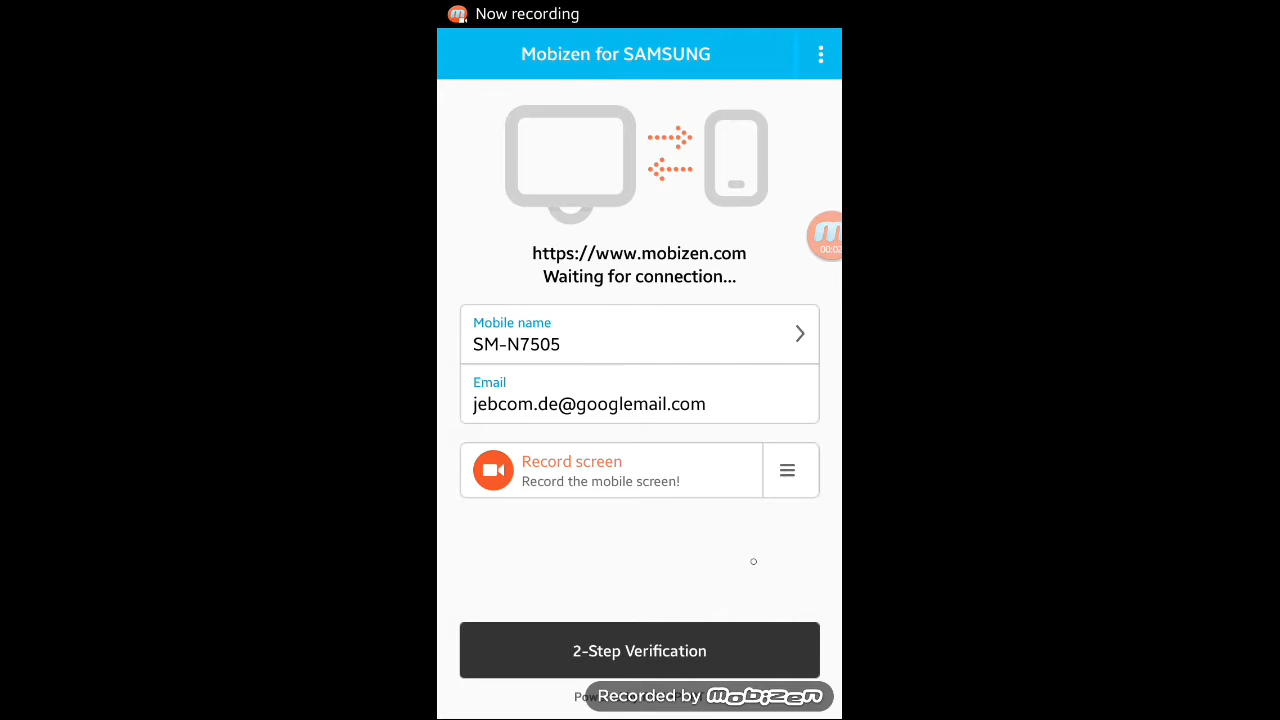 Now recording
Mobizen for SAMSUNG
https://www.mobizen.com
Waiting for connection...
Mobile name
SM-N7505
Email
jebcom.de@googlemail.com
Record screen
Record the mobile screen!
2-Step Verification
Recorded by mobizen